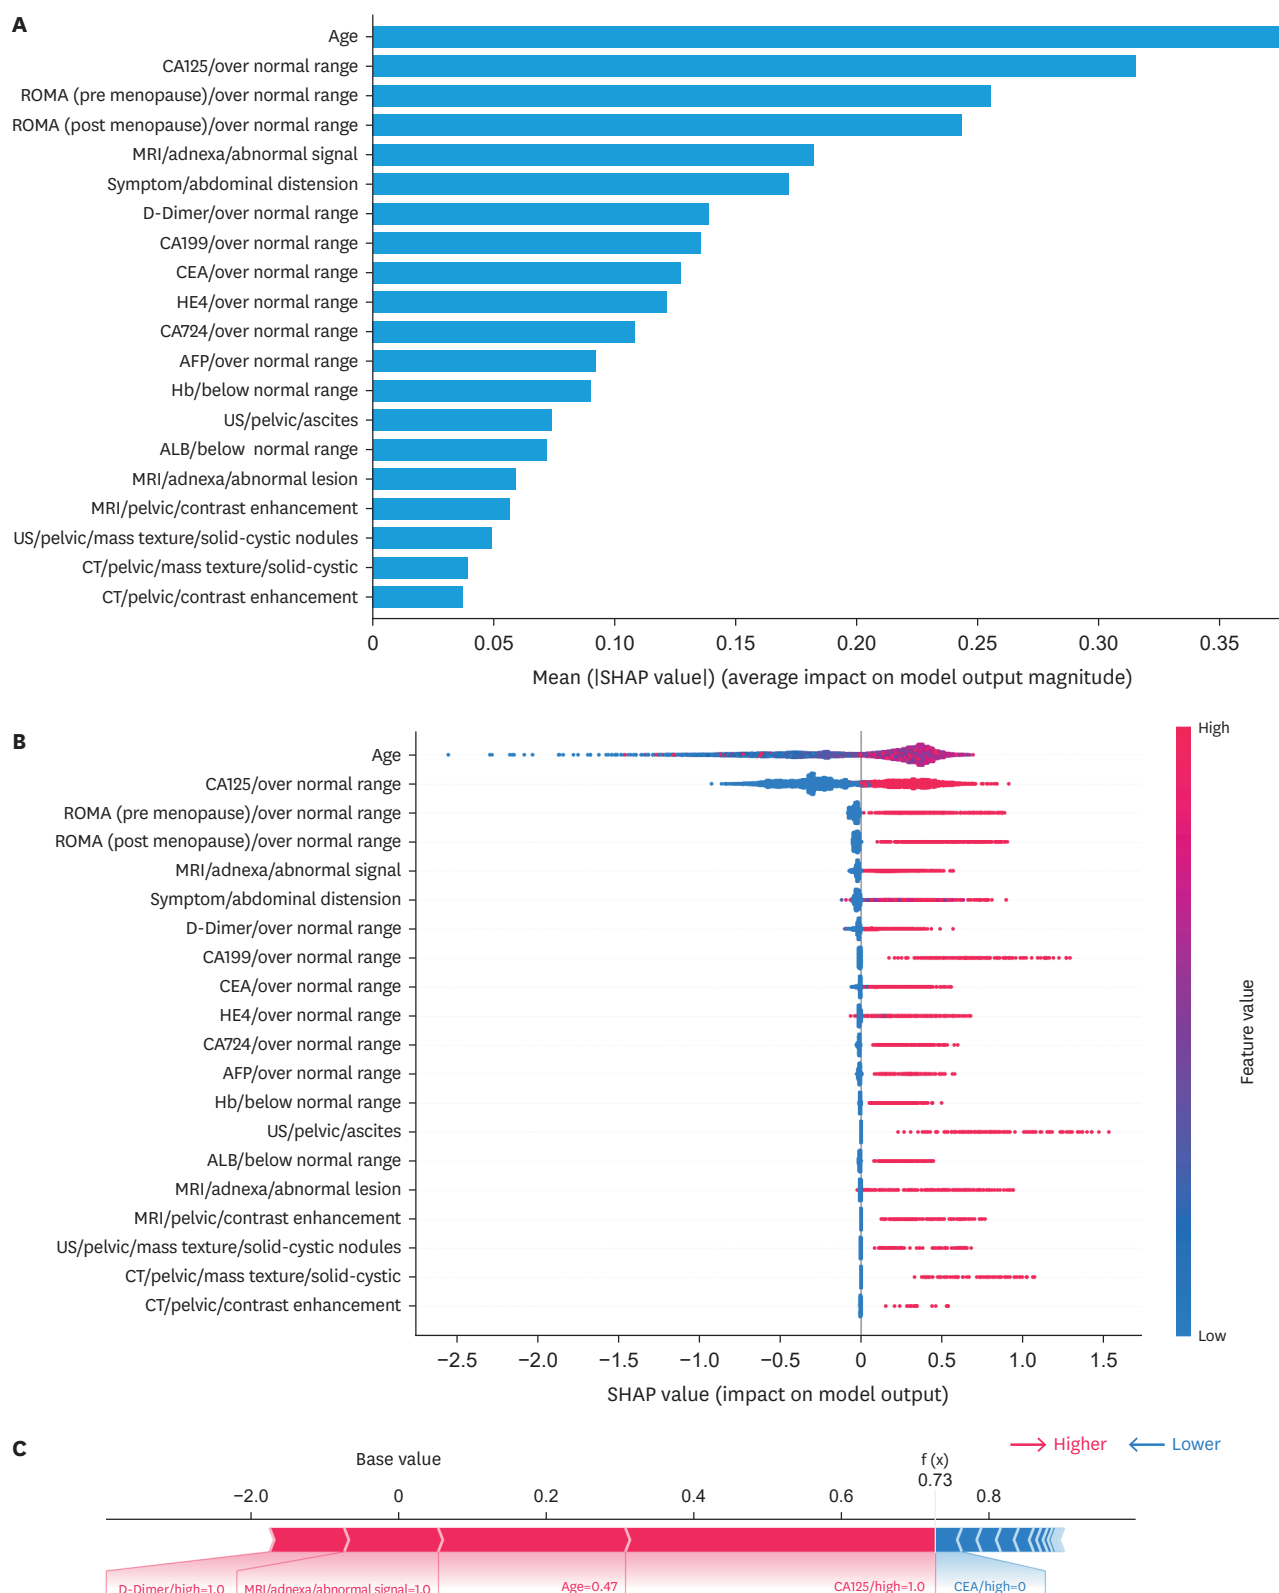 A
Age
CA125/over normal range
ROMA (pre menopause)/over normal range
ROMA (post menopause)/over normal range
MRI/adnexa/abnormal signal
Symptom/abdominal distension
D-Dimer/over normal range
CA199/over normal range
CEA/over normal range
HE4/over normal range
CA724/over normal range
AFP/over normal range
Hb/below normal range
US/pelvic/ascites
ALB/below  normal range
MRI/adnexa/abnormal lesion
MRI/pelvic/contrast enhancement
US/pelvic/mass texture/solid-cystic nodules
CT/pelvic/mass texture/solid-cystic
CT/pelvic/contrast enhancement
0 0.05 0.10 0.15 0.20 0.25 0.30 0.35
Mean (|SHAP value|) (average impact on model output magnitude)
B
High
Age
CA125/over normal range
ROMA (pre menopause)/over normal range
ROMA (post menopause)/over normal range
MRI/adnexa/abnormal signal
Symptom/abdominal distension
D-Dimer/over normal range
CA199/over normal range
CEA/over normal range
HE4/over normal range
CA724/over normal range
AFP/over normal range
Hb/below normal range
US/pelvic/ascites
ALB/below normal range
MRI/adnexa/abnormal lesion
MRI/pelvic/contrast enhancement
US/pelvic/mass texture/solid-cystic nodules
CT/pelvic/mass texture/solid-cystic
CT/pelvic/contrast enhancement
Feature value
Low
−2.5 −2.0 −1.5 −1.0 −0.5 0 0.5 1.0 1.5
SHAP value (impact on model output)
C
Higher Lower
Base value f (x)
0.73
−2.0 0 0.2 0.4 0.6 0.8
D-Dimer/high=1.0 MRI/adnexa/abnormal signal=1.0 Age=0.47 CA125/high=1.0 CEA/high=0